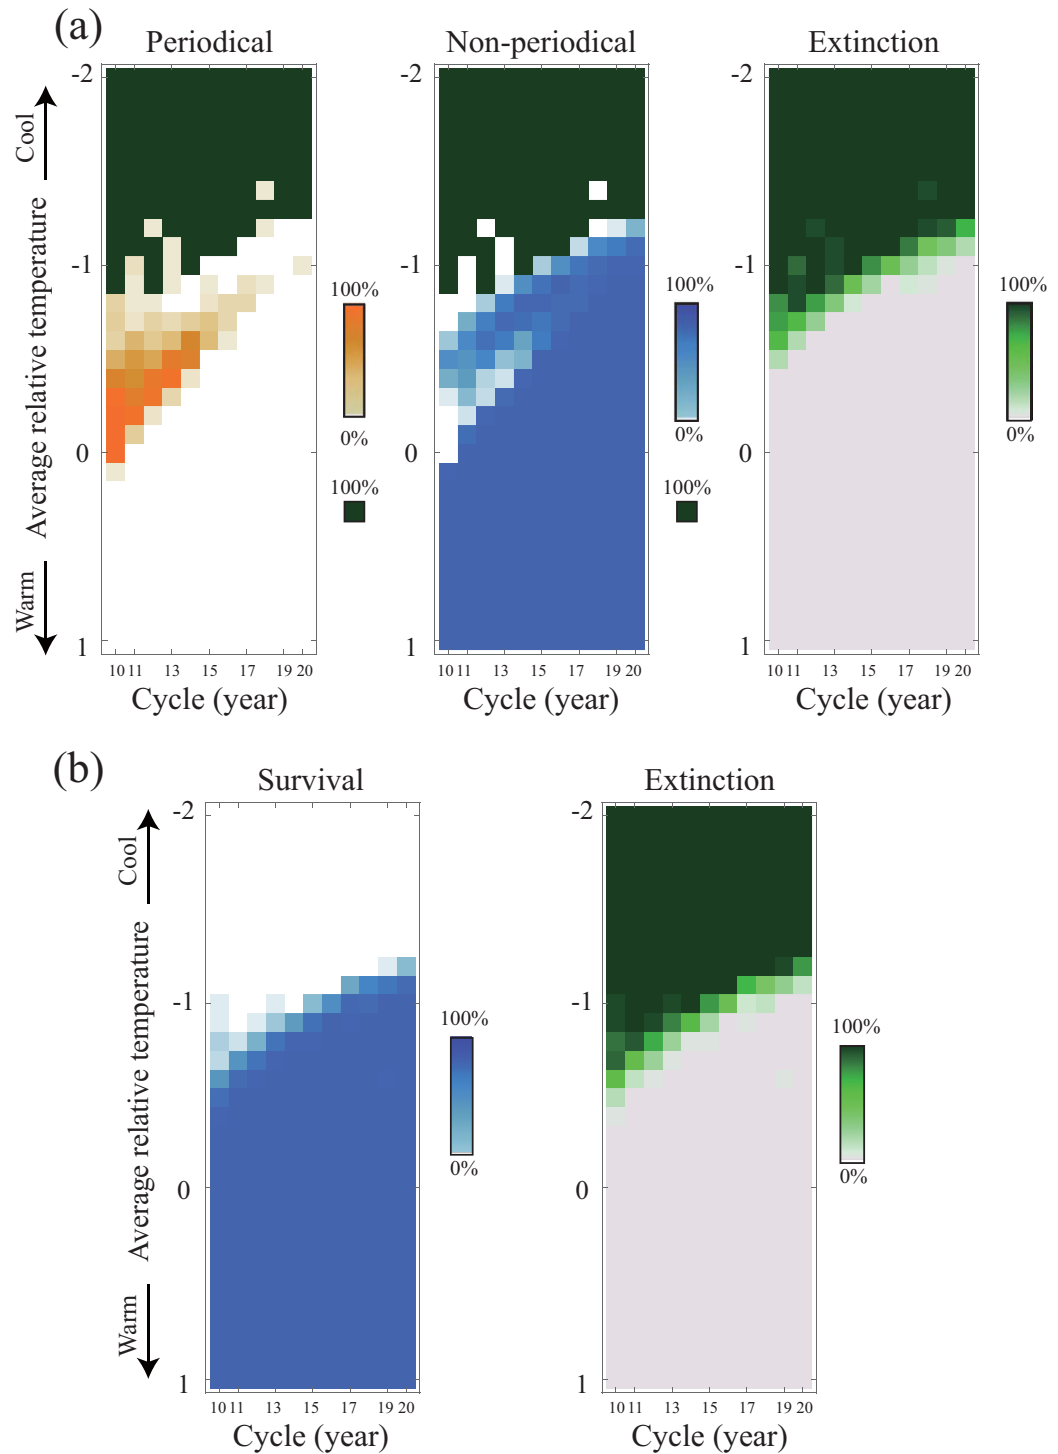 (a)
Periodical
Non-periodical
Extinction
Cool
Average relative temperature
Warm
-2
-1
0
1
-2
-1
0
1
-2
-1
0
1
100%
0%
100%
100%
0%
100%
100%
0%
10 11 13 15 17 19 20
10 11 13 15 17 19 20
10 11 13 15 17 19 20
Cycle (year)
Cycle (year)
Cycle (year)
(b)
Survival
Extinction
Cool
Average relative temperature
Warm
-2
-1
0
1
-2
-1
0
1
100%
0%
100%
0%
10 11 13 15 17 19 20
10 11 13 15 17 19 20
Cycle (year)
Cycle (year)